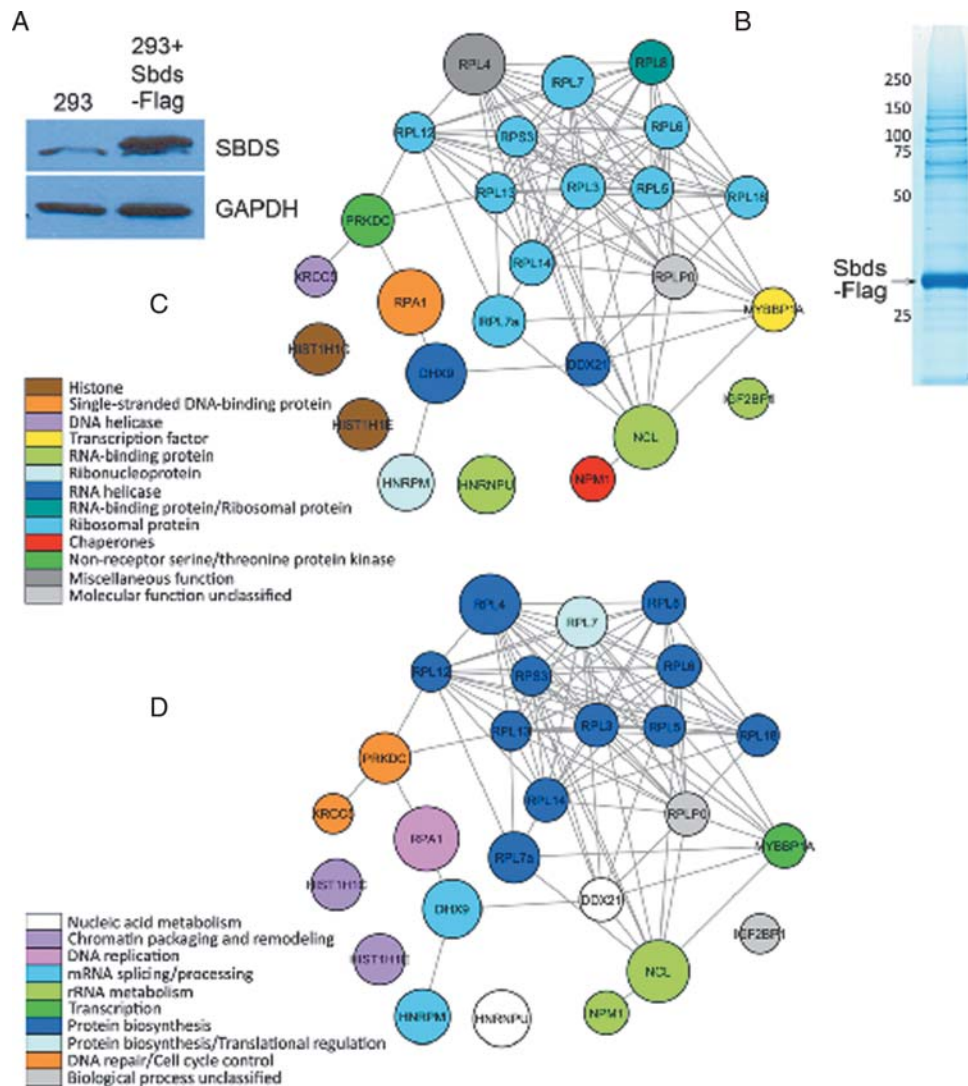 A
293
293+
Sbds
-Flag
SBDS
GAPDH
B
250
150
100
75
50
Sbds
-Flag
25
C
RPL4
RPL7
RPL8
RPL12
RPS3
RPL6
RPL13
RPL3
RPL5
RPL18
PRKDC
XRCC5
RPL14
RPLP0
RPA1
RPL7a
MYBBP1A
HIST1H1C
DHX9
DDX21
IGF2BP1
HIST1H1E
NCL
HNRPM
HNRNPU
NPM1
Histone
Single-stranded DNA-binding protein
DNA helicase
Transcription factor
RNA-binding protein
Ribonucleoprotein
RNA helicase
RNA-binding protein/Ribosomal protein
Ribosomal protein
Chaperones
Non-receptor serine/threonine protein kinase
Miscellaneous function
Molecular function unclassified
D
RPL4
RPL7
RPL8
RPL12
RPS3
RPL6
RPL13
RPL3
RPL5
RPL18
PRKDC
XRCC5
RPL14
RPLP0
RPA1
RPL7a
MYBBP1A
HIST1H1C
DHX9
DDX21
IGF2BP1
HIST1H1E
NCL
HNRPM
HNRNPU
NPM1
Nucleic acid metabolism
Chromatin packaging and remodeling
DNA replication
mRNA splicing/processing
rRNA metabolism
Transcription
Protein biosynthesis
Protein biosynthesis/Translational regulation
DNA repair/Cell cycle control
Biological process unclassified